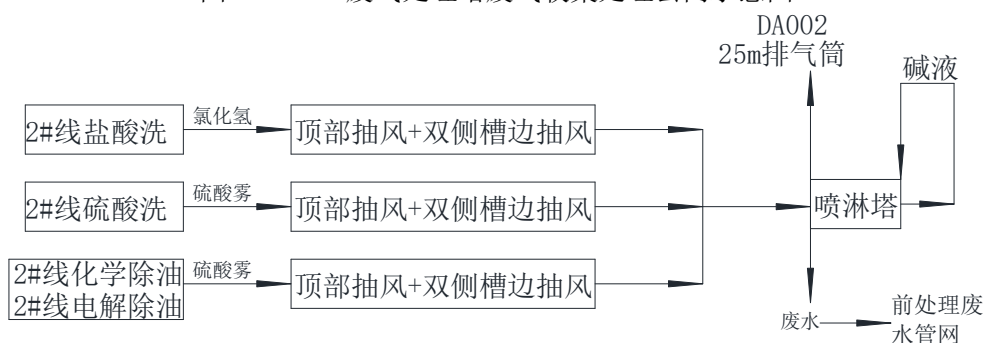 DA002
25m排气筒
碱液
2#线盐酸洗
氯化氢
顶部抽风+双侧槽边抽风
2#线硫酸洗
硫酸雾
顶部抽风+双侧槽边抽风
喷淋塔
2#线化学除油
2#线电解除油
硫酸雾
顶部抽风+双侧槽边抽风
废水
前处理废
水管网